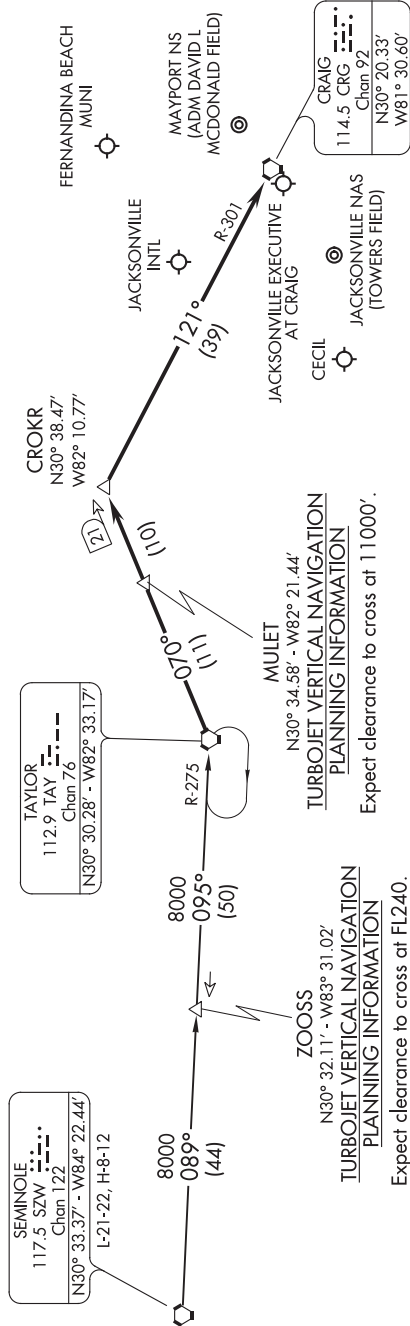 SEMINOLE
117.5 SZW
Chan 122
N30° 33.37' - W84° 22.44'
L-21-22, H-8-12
8000
089°
(44)
ZOOSS
N30° 32.11' - W83° 31.02'
TURBOJET VERTICAL NAVIGATION
PLANNING INFORMATION
Expect clearance to cross at FL240.
8000
095°
(50)
R-275
TAYLOR
112.9 TAY
Chan 76
N30° 30.28' - W82° 33.17'
070°
(11)
MULET
N30° 34.58' - W82° 21.44'
TURBOJET VERTICAL NAVIGATION
PLANNING INFORMATION
Expect clearance to cross at 11000'.
(10)
21
CROKR
N30° 38.47'
W82° 10.77'
121°
(39)
R-301
JACKSONVILLE
INTL
FERNANDINA BEACH
MUNI
MAYPORT NS
(ADM DAVID L
MCDONALD FIELD)
JACKSONVILLE EXECUTIVE
AT CRAIG
CECIL
JACKSONVILLE NAS
(TOWERS FIELD)
CRAIG
114.5 CRG
Chan 92
N30° 20.33'
W81° 30.60'